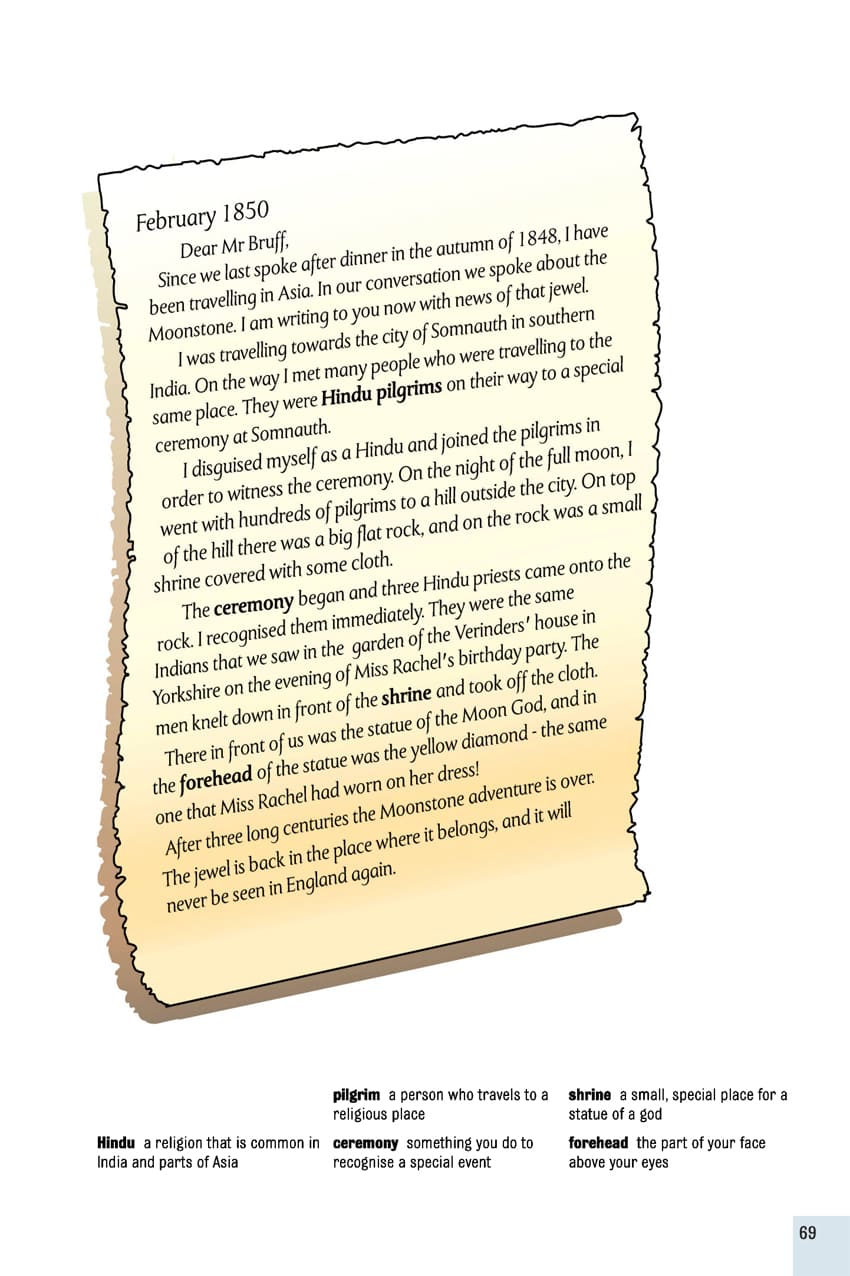 February 1850
Dear Mr Bruff,
Since we last spoke after dinner in the autumn of 1848, I have
been travelling in Asia. In our conversation we spoke about the
Moonstone. I am writing to you now with news of that jewel.
I was travelling towards the city of Somnauth in southern
India. On the way I met many people who were travelling to the
same place. They were Hindu pilgrims on their way to a special
ceremony at Somnauth.
I disguised myself as a Hindu and joined the pilgrims in
order to witness the ceremony. On the night of the full moon, I
went with hundreds of pilgrims to a hill outside the city. On top
of the hill there was a big flat rock, and on the rock was a small
shrine covered with some cloth.
The ceremony began and three Hindu priests came onto the
rock. I recognised them immediately. They were the same
Indians that we saw in the garden of the Verinders' house in
Yorkshire on the evening of Miss Rachel's birthday party. The
men knelt down in front of the shrine and took off the cloth.
There in front of us was the statue of the Moon God, and in
the forehead of the statue was the yellow diamond - the same
one that Miss Rachel had worn on her dress!
After three long centuries the Moonstone adventure is over.
The jewel is back in the place where it belongs, and it will
never be seen in England again.
Hindu a religion that is common in
India and parts of Asia
pilgrim a person who travels to a
religious place
ceremony something you do to
recognise a special event
shrine a small, special place for a
statue of a god
forehead the part of your face
above your eyes
69